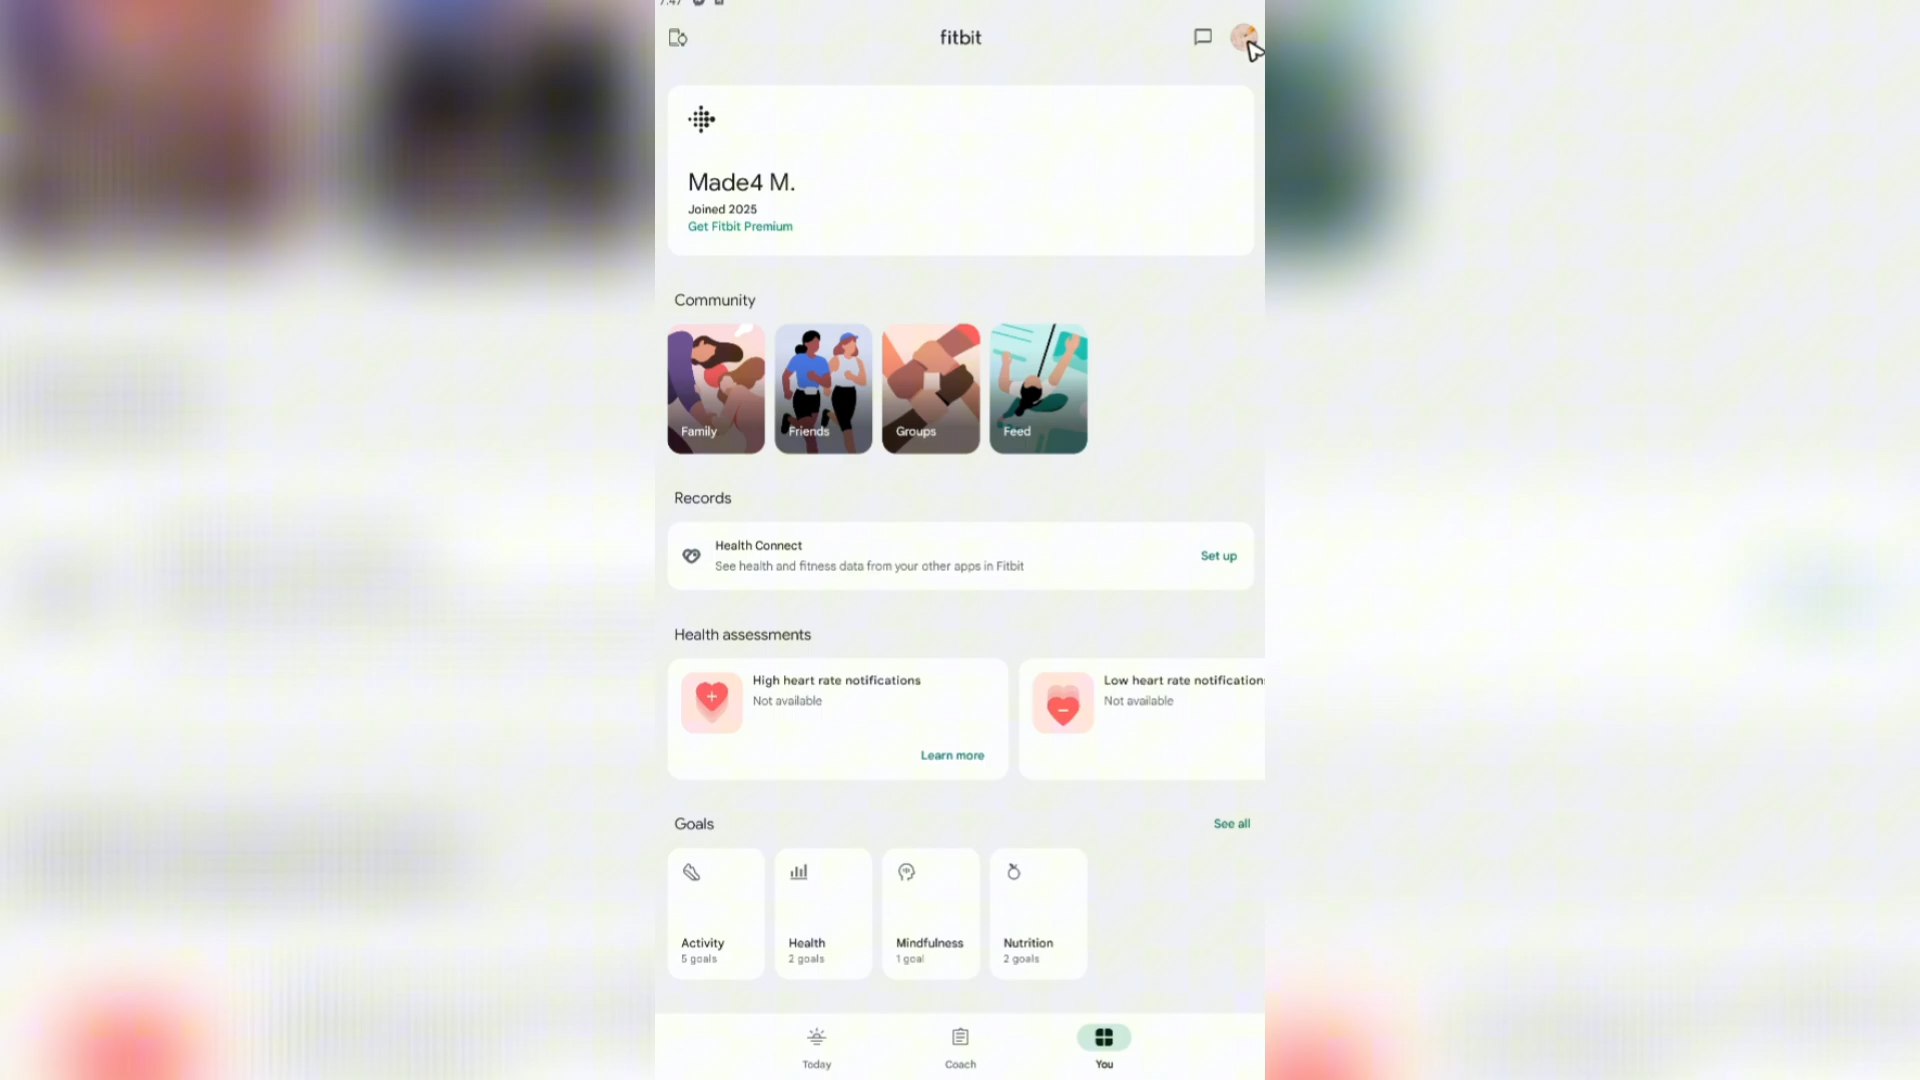 7:47
fitbit
Made4 M.
Joined 2025
Get Fitbit Premium
Community
Family
Friends
Groups
Feed
Records
Health Connect
See health and fitness data from your other apps in Fitbit
Set up
Health assessments
High heart rate notifications
Not available
Learn more
Low heart rate notification
Not available
Goals
See all
Activity
5 goals
Health
2 goals
Mindfulness
1 goal
Nutrition
2 goals
Today
Coach
You